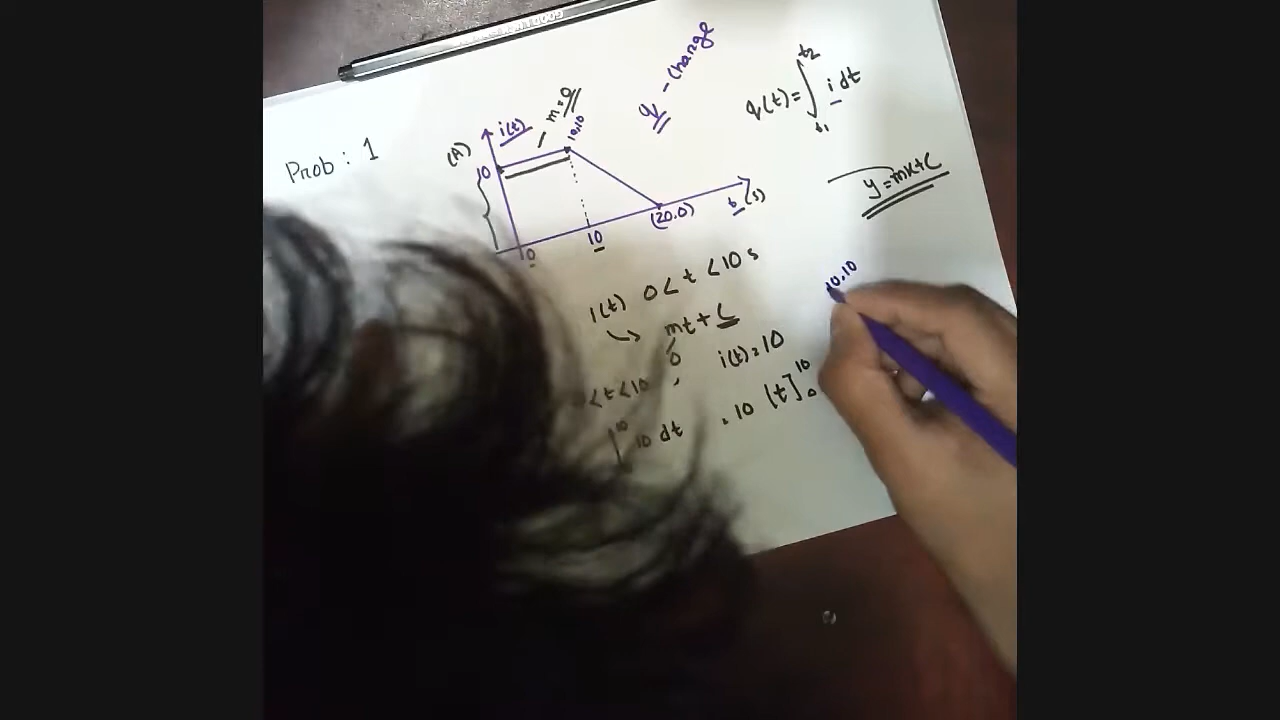 Prob : 1
q - charge
q(t) = ∫ i dt
t2
t1
y = mx + c
(A)
i(t)
m = 0
10,10
10
0
10
(20,0)
t (s)
i(t) 0 < t < 10 s
↳ mt + C
0
i(t) = 10
< t < 10
∫ 10 dt
10
. 10 [t]
10
0
10,10